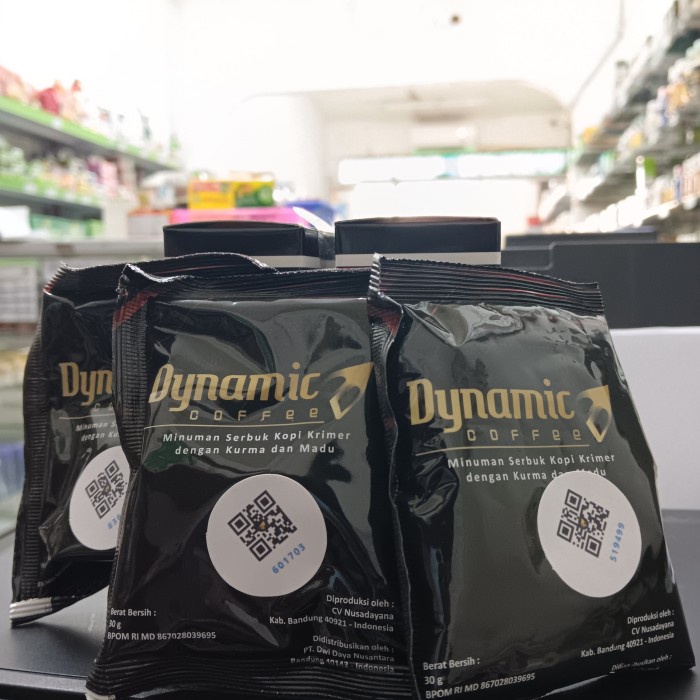 Dyn
Dynamic
COFFEE
Minuman Serbuk Kopi Krimer
dengan Kurma dan Madu
601703
Berat Bersih :
30 g
BPOM RI MD 867028039695
Diproduksi oleh :
CV Nusadayana
Kab. Bandung 40921 - Indonesia
Didistribusikan oleh :
PT. Dwi Daya Nusantara
Bandung 40143 - Indonesia
Dynamic
COFFEE
Minuman Serbuk Kopi Krimer
dengan Kurma dan Madu
519499
Diproduksi oleh :
CV Nusadayana
Kab. Bandung 40921 - Indonesia
Berat Bersih :
30 g
BPOM RI MD 867028039695